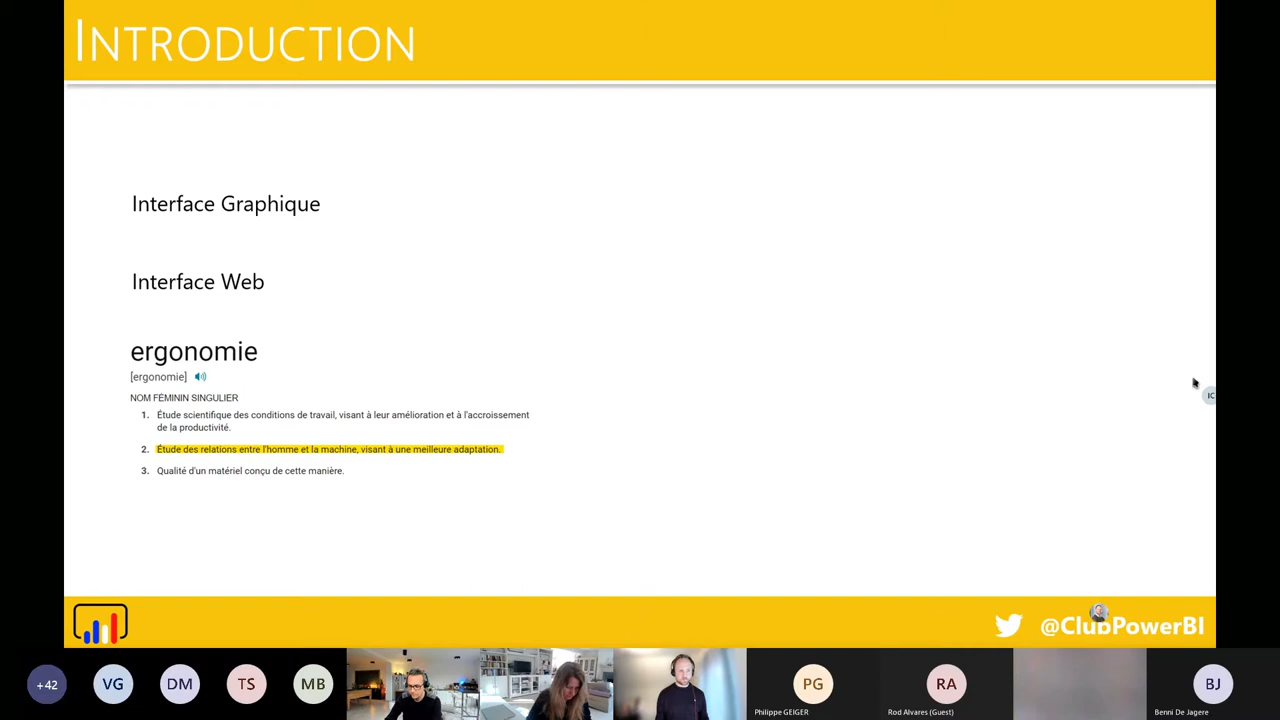 INTRODUCTION
Interface Graphique
Interface Web
ergonomie
[ergonomie]
NOM FÉMININ SINGULIER
1. Étude scientifique des conditions de travail, visant à leur amélioration et à l'accroissement
de la productivité.
2. Étude des relations entre l'homme et la machine, visant à une meilleure adaptation.
3. Qualité d'un matériel conçu de cette manière.
IC
@ClubPowerBI
+42
VG
DM
TS
MB
PG
RA
BJ
Philippe GEIGER
Rod Alvares (Guest)
Benni De Jagere